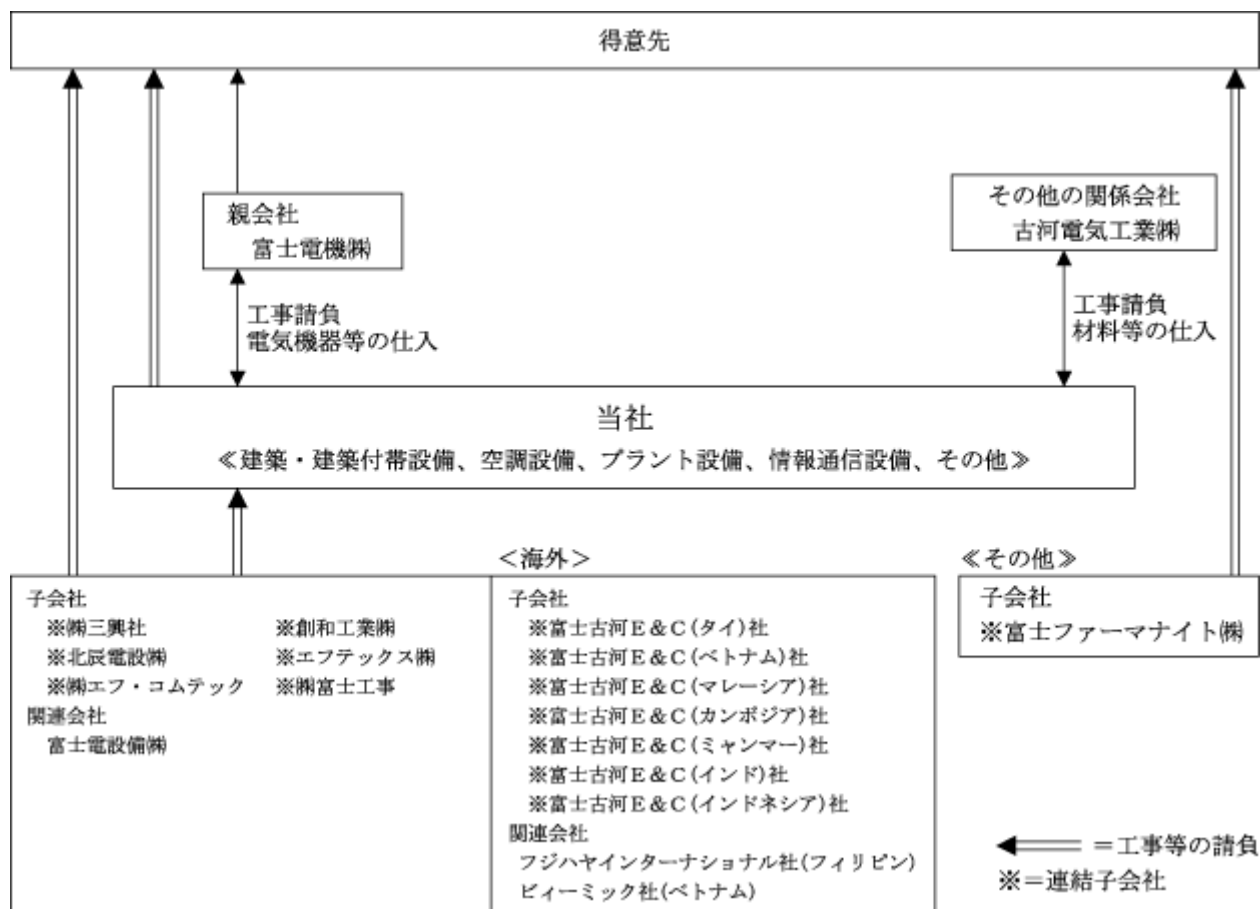 得意先
親会社
富士電機㈱
その他の関係会社
古河電気工業㈱
工事請負
電気機器等の仕入
工事請負
材料等の仕入
当社
≪建築・建築付帯設備、空調設備、プラント設備、情報通信設備、その他≫
子会社
※㈱三興社 ※創和工業㈱
※北辰電設㈱ ※エフテックス㈱
※㈱エフ・コムテック ※㈱富士工事
関連会社
富士電設備㈱
＜海外＞
子会社
※富士古河E＆C(タイ)社
※富士古河E＆C(ベトナム)社
※富士古河E＆C(マレーシア)社
※富士古河E＆C(カンボジア)社
※富士古河E＆C(ミャンマー)社
※富士古河E＆C(インド)社
※富士古河E＆C(インドネシア)社
関連会社
フジハヤインターナショナル社(フィリピン)
ビィーミック社(ベトナム)
≪その他≫
子会社
※富士ファーマナイト㈱
＝工事等の請負
※＝連結子会社